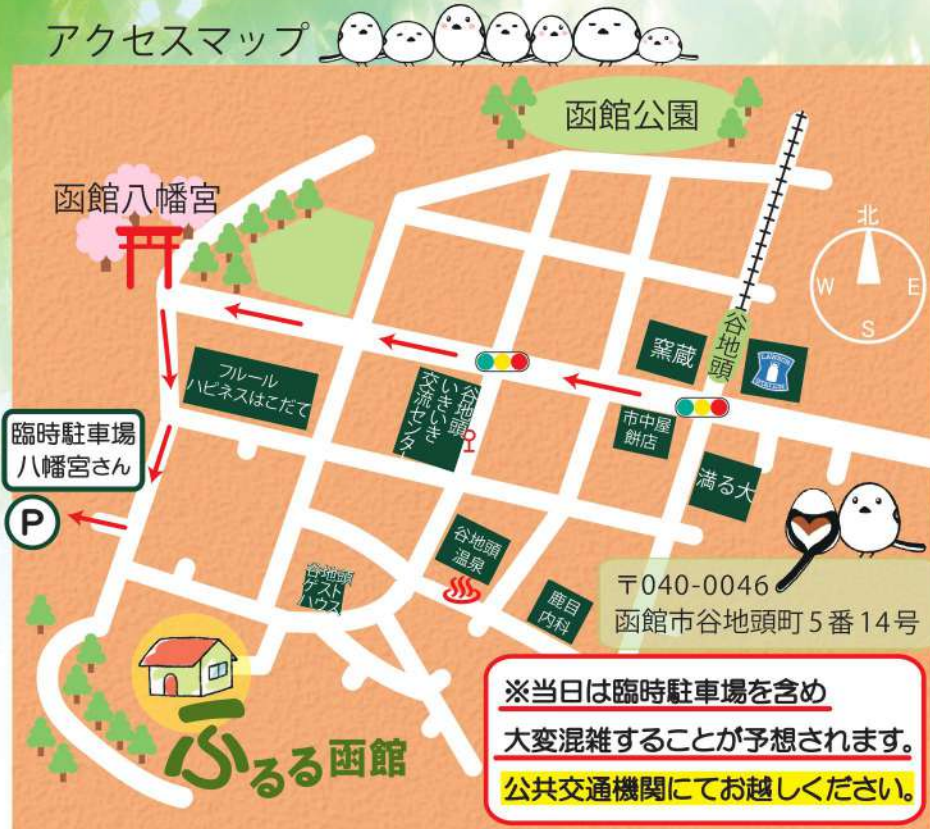 アクセスマップ
函館公園
函館八幡宮
北
W
E
S
谷地頭
窯蔵
LAWSON
STATION
フルール
ハピネスはこだて
谷地頭
いきいき
交流センター
市中屋
餅店
満る大
臨時駐車場
八幡宮さん
P
谷地頭
温泉
谷地頭
ゲスト
ハウス
鹿目
内科
〒040-0046
函館市谷地頭町5番14号
ふるる函館
※当日は臨時駐車場を含め
大変混雑することが予想されます。
公共交通機関にてお越しください。